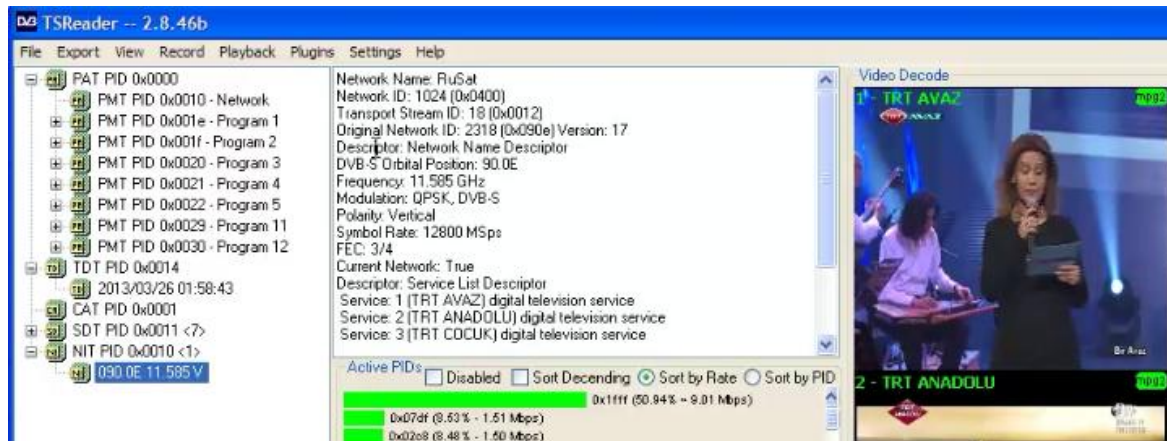 DVB TSReader -- 2.8.46b
File Export View Record Playback Plugins Settings Help
PAT PID 0x0000
PMT PID 0x0010 - Network
PMT PID 0x001e - Program 1
PMT PID 0x001f - Program 2
PMT PID 0x0020 - Program 3
PMT PID 0x0021 - Program 4
PMT PID 0x0022 - Program 5
PMT PID 0x0029 - Program 11
PMT PID 0x0030 - Program 12
TDT PID 0x0014
2013/03/26 01:58:43
CAT PID 0x0001
SDT PID 0x0011 <7>
NIT PID 0x0010 <1>
090.0E 11.585 V
Network Name: RuSat
Network ID: 1024 (0x0400)
Transport Stream ID: 18 (0x0012)
Original Network ID: 2318 (0x090e) Version: 17
Descriptor: Network Name Descriptor
DVB-S Orbital Position: 90.0E
Frequency: 11.585 GHz
Modulation: QPSK, DVB-S
Polarity: Vertical
Symbol Rate: 12800 MSps
FEC: 3/4
Current Network: True
Descriptor: Service List Descriptor
Service: 1 (TRT AVAZ) digital television service
Service: 2 (TRT ANADOLU) digital television service
Service: 3 (TRT COCUK) digital television service
Active PIDs
Disabled Sort Decending Sort by Rate Sort by PID
0x1fff (50.94% ~ 9.01 Mbps)
0x07df (8.53% - 1.51 Mbps)
0x02c8 (8.48% - 1.50 Mbps)
Video Decode
1 - TRT AVAZ mpg2
TRT AVAZ
2 - TRT ANADOLU mpg2